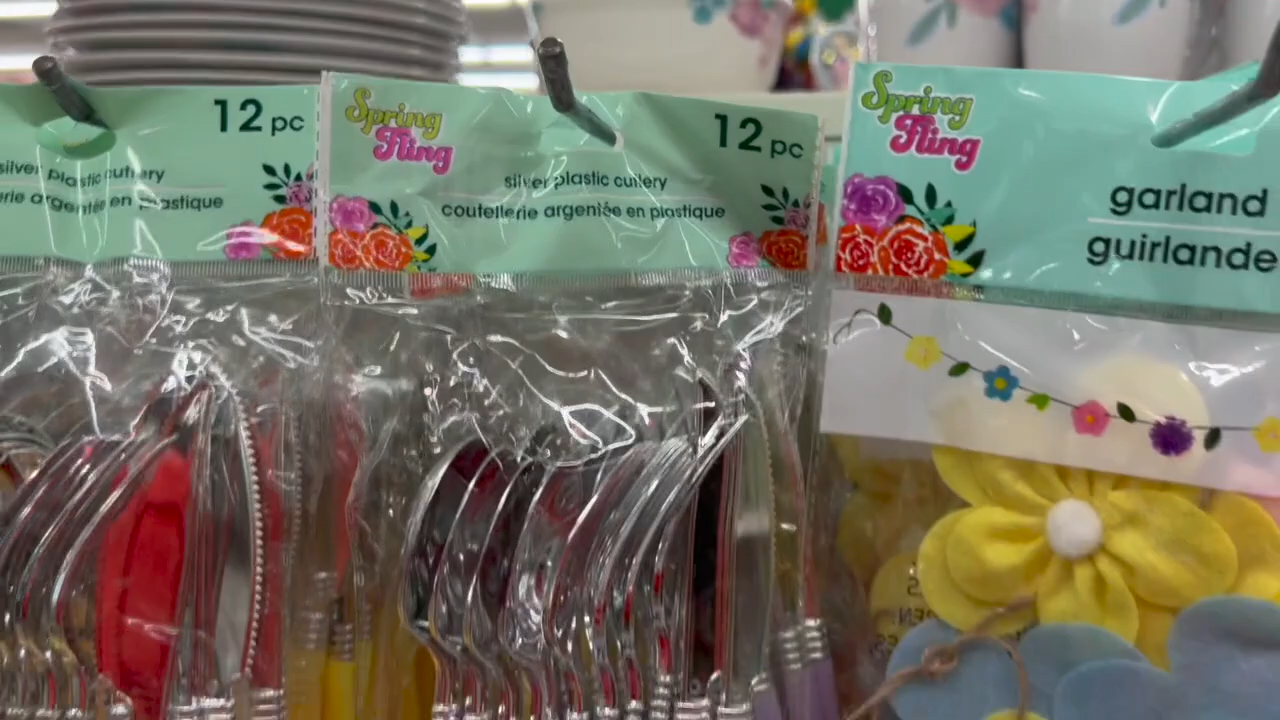 12 pc
silver plastic cutlery
erie argentée en plastique
Spring
Fling
12 pc
silver plastic cutlery
coutellerie argentée en plastique
Spring
Fling
garland
guirlande